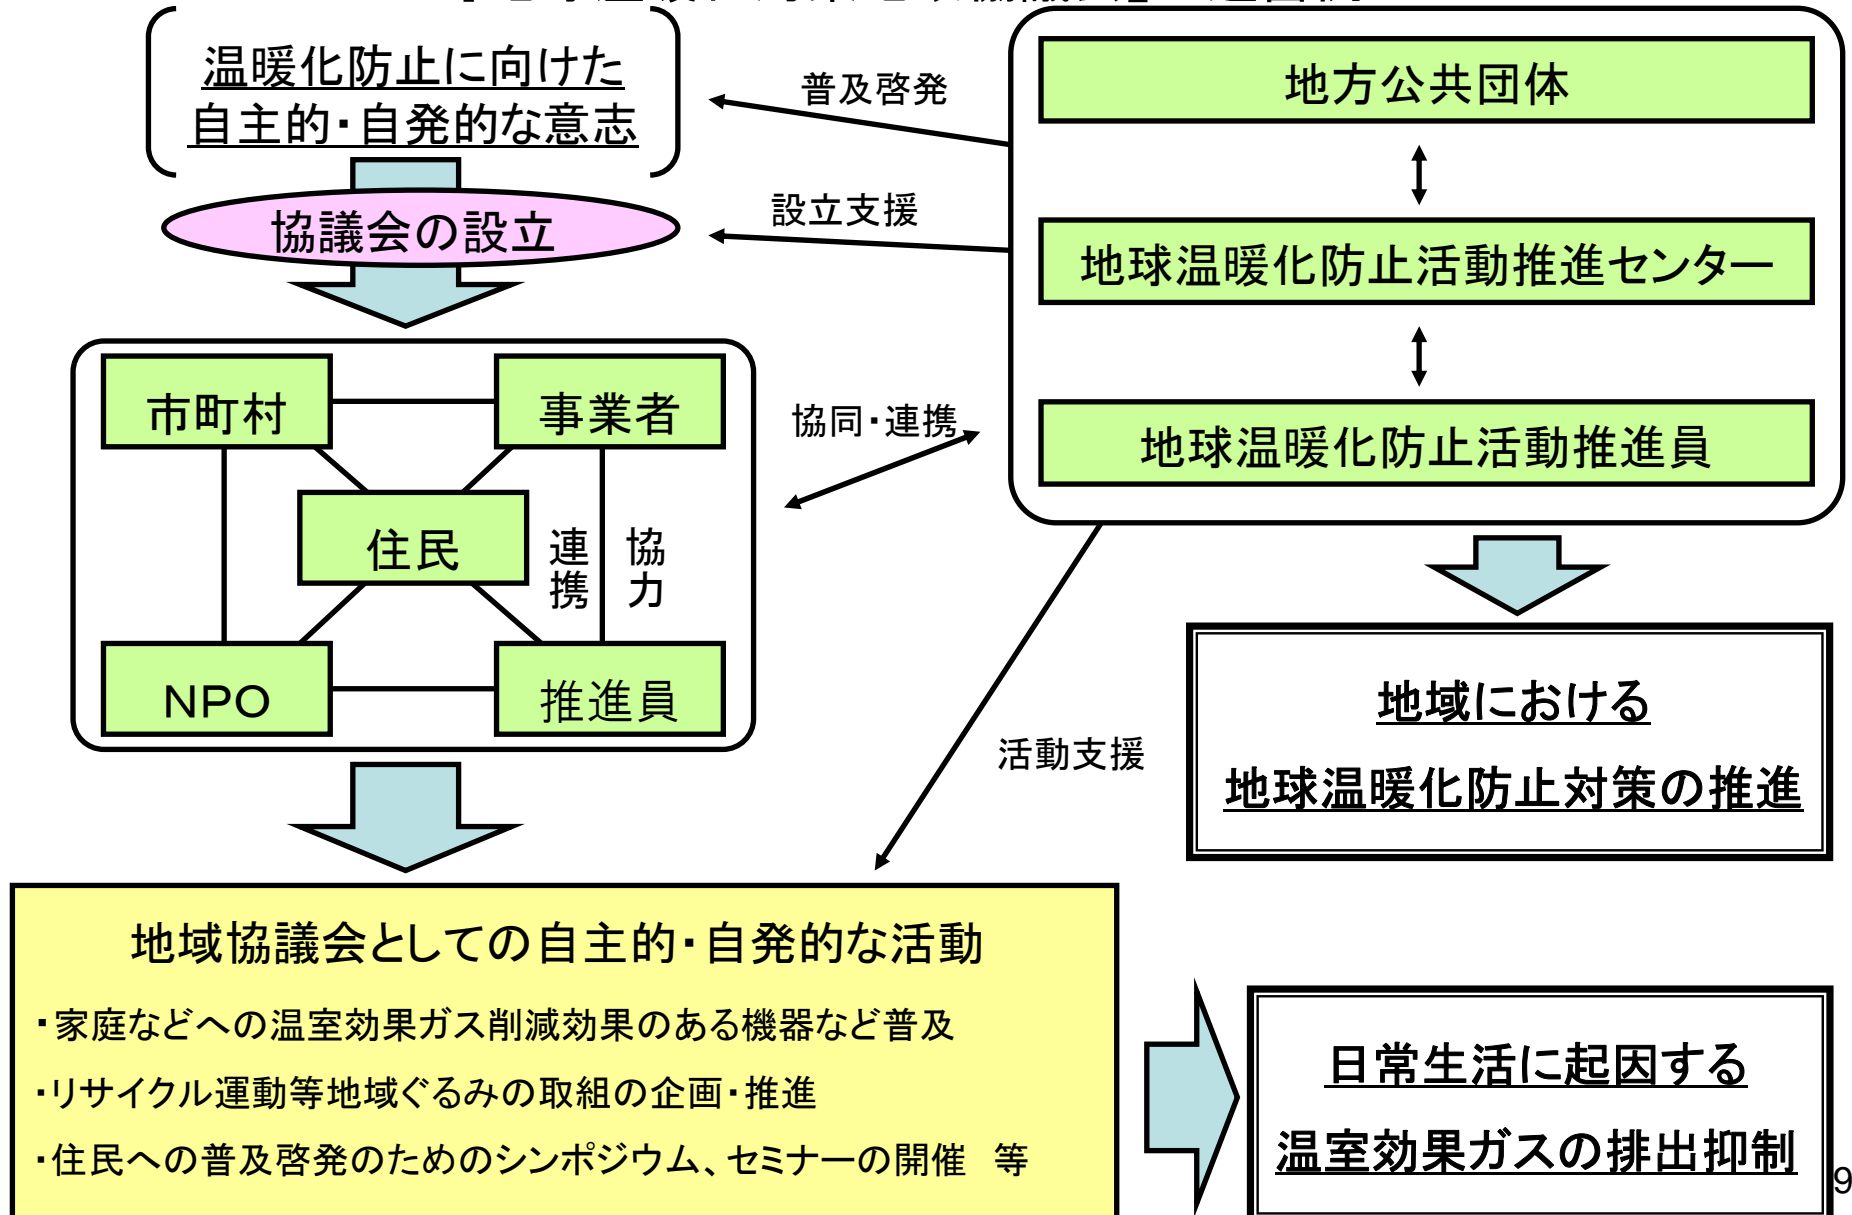 温暖化防止に向けた
自主的・自発的な意志
協議会の設立
普及啓発
設立支援
地方公共団体
地球温暖化防止活動推進センター
地球温暖化防止活動推進員
市町村
事業者
住民
連携
協力
NPO
推進員
協同・連携
活動支援
地域における
地球温暖化防止対策の推進
地域協議会としての自主的・自発的な活動
・家庭などへの温室効果ガス削減効果のある機器など普及
・リサイクル運動等地域ぐるみの取組の企画・推進
・住民への普及啓発のためのシンポジウム、セミナーの開催　等
日常生活に起因する
温室効果ガスの排出抑制
9